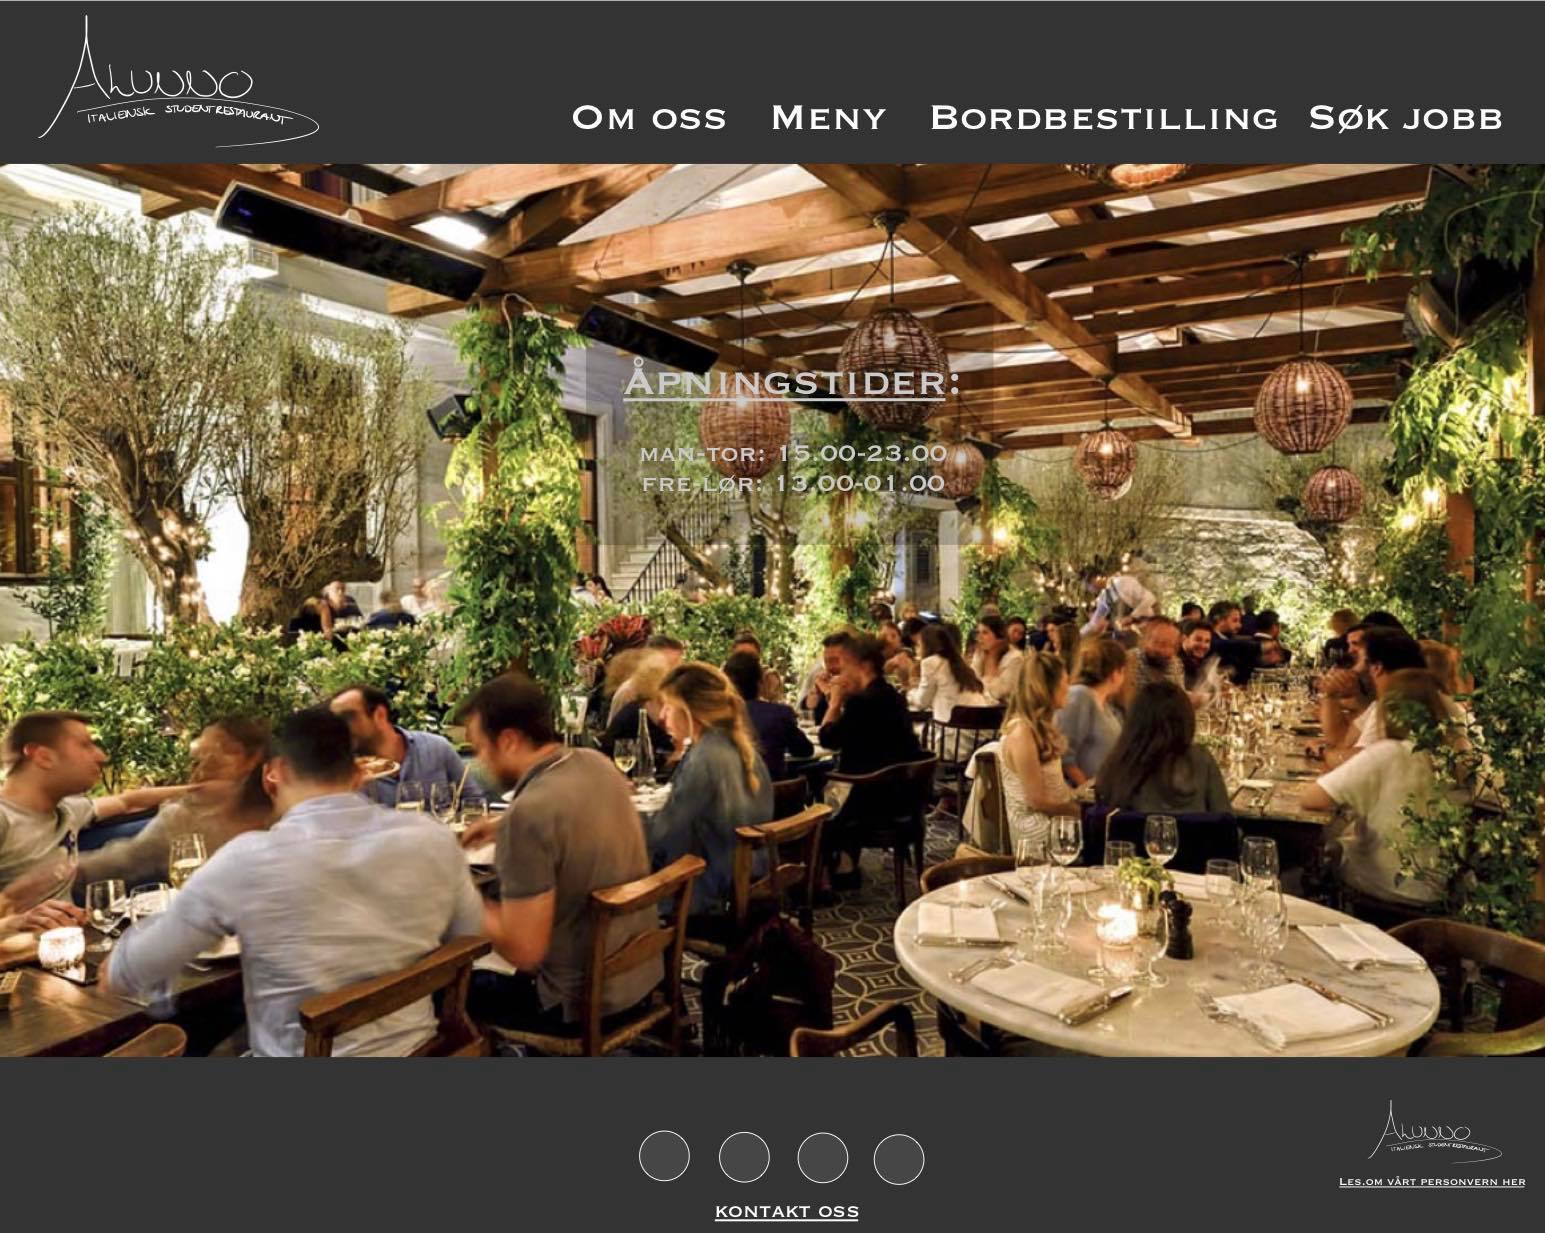 Alunno
ITALIENSK STUDENTRESTAURANT
OM OSS MENY BORDBESTILLING SØK JOBB
ÅPNINGSTIDER:
MAN-TOR: 15.00-23.00
FRE-LØR: 13.00-01.00
Alunno
ITALIENSK STUDENTRESTAURANT
LES.OM VÅRT PERSONVERN HER
KONTAKT OSS